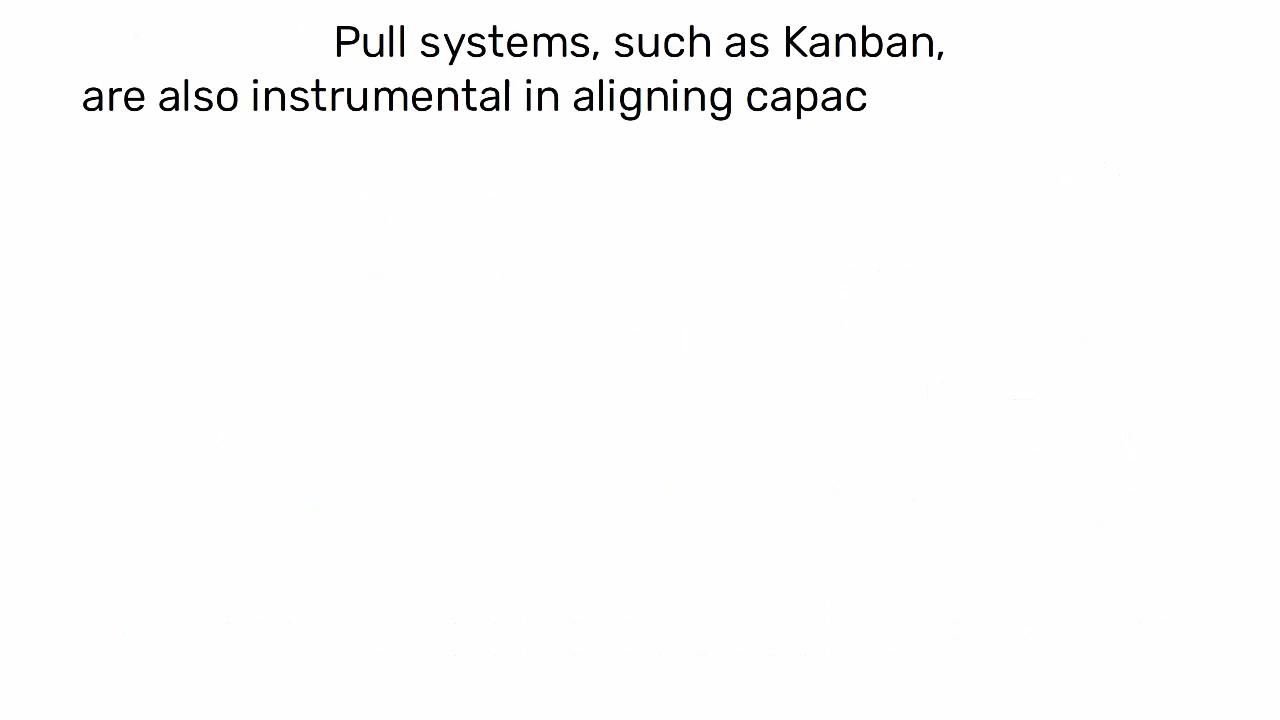 Pull systems, such as Kanban,
are also instrumental in aligning capac